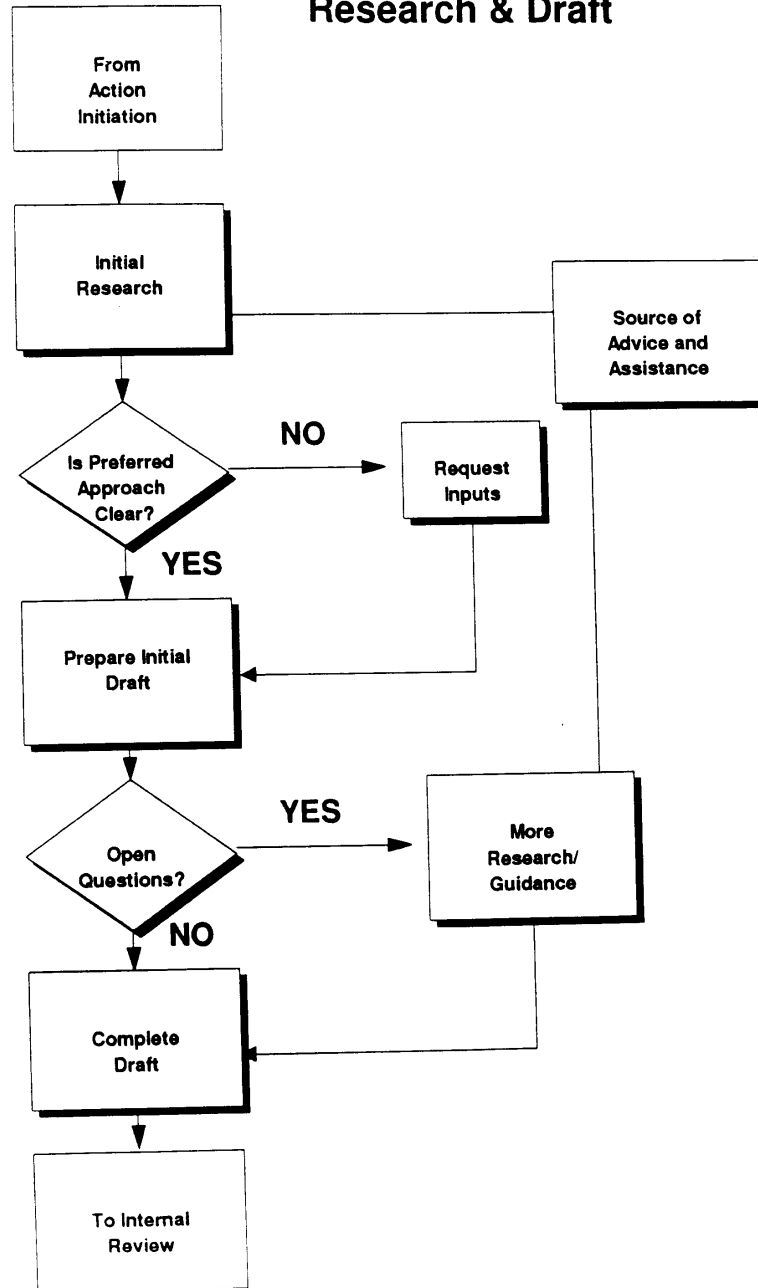 Research & Draft
From
Action
Initiation
Initial
Research
Source of
Advice and
Assistance
Is Preferred
Approach
Clear?
NO
Request
Inputs
YES
Prepare Initial
Draft
Open
Questions?
YES
More
Research/
Guidance
NO
Complete
Draft
To Internal
Review